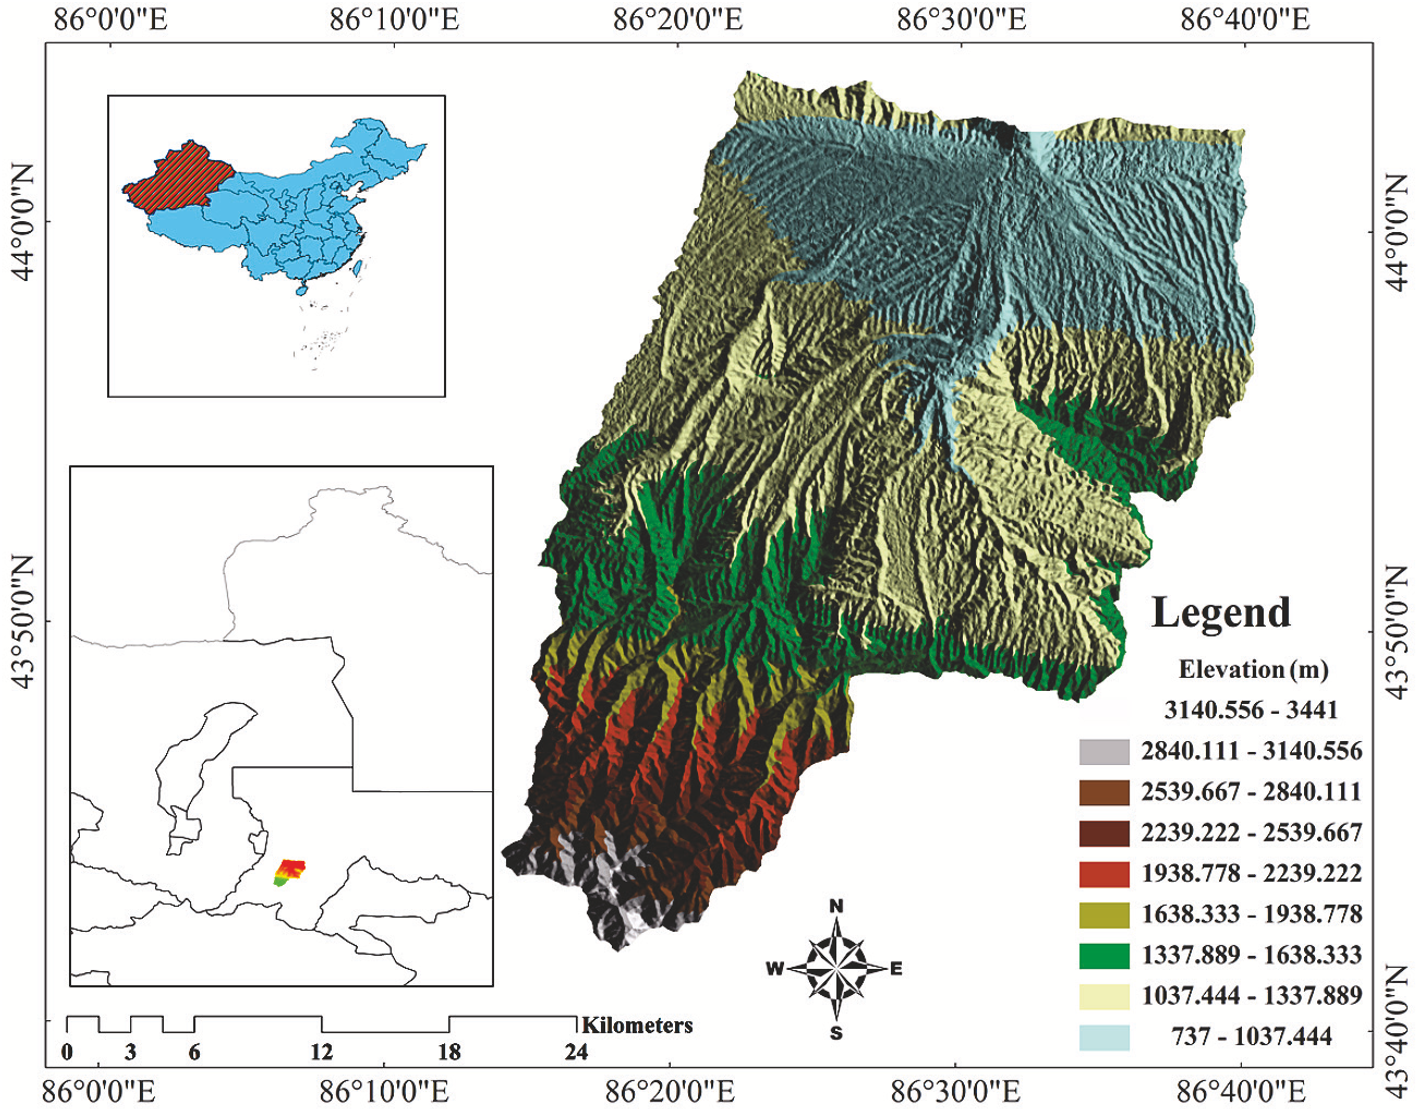 86°0'0"E 86°10'0"E 86°20'0"E 86°30'0"E 86°40'0"E
44°0'0"N
43°50'0"N
44°0'0"N
43°50'0"N
43°40'0"N
Legend
Elevation (m)
3140.556 - 3441
2840.111 - 3140.556
2539.667 - 2840.111
2239.222 - 2539.667
1938.778 - 2239.222
1638.333 - 1938.778
1337.889 - 1638.333
1037.444 - 1337.889
737 - 1037.444
N
W E
S
Kilometers
0 3 6 12 18 24
86°0'0"E 86°10'0"E 86°20'0"E 86°30'0"E 86°40'0"E